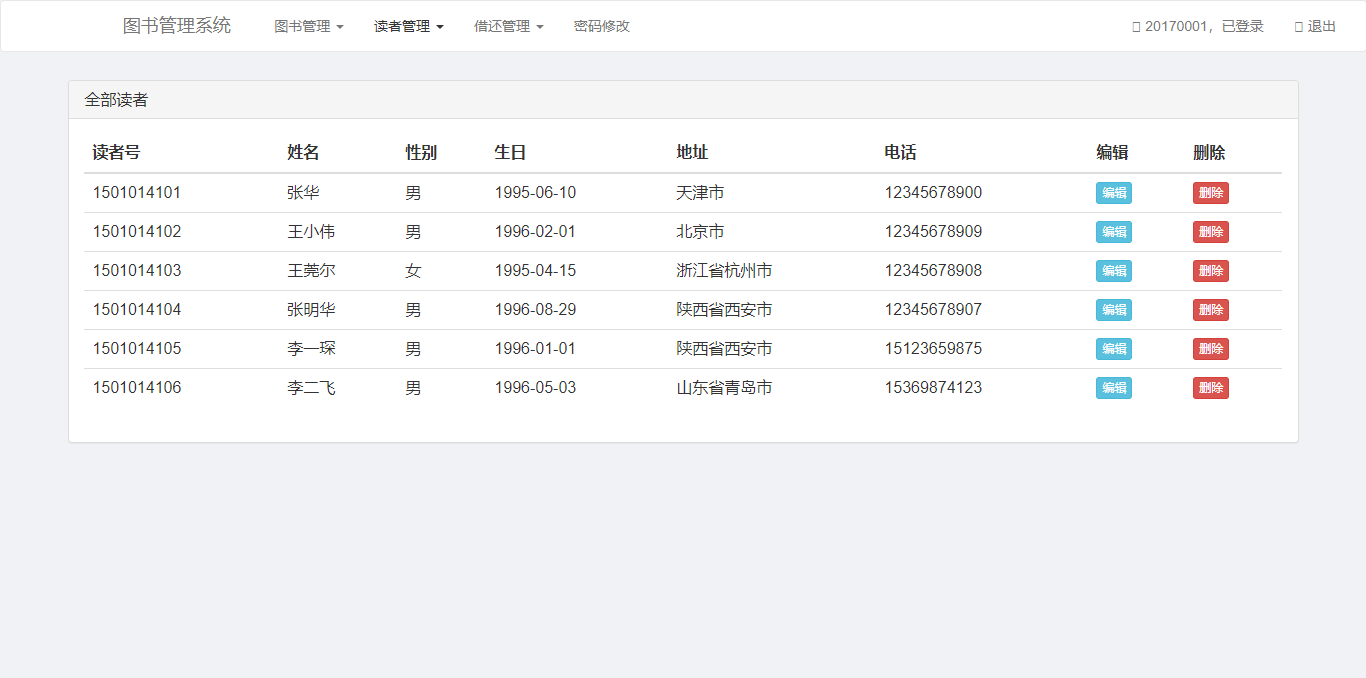 图书管理系统 图书管理 读者管理 借还管理 密码修改 20170001，已登录 退出
全部读者
读者号 姓名 性别 生日 地址 电话 编辑 删除
1501014101 张华 男 1995-06-10 天津市 12345678900 编辑 删除
1501014102 王小伟 男 1996-02-01 北京市 12345678909 编辑 删除
1501014103 王莞尔 女 1995-04-15 浙江省杭州市 12345678908 编辑 删除
1501014104 张明华 男 1996-08-29 陕西省西安市 12345678907 编辑 删除
1501014105 李一琛 男 1996-01-01 陕西省西安市 15123659875 编辑 删除
1501014106 李二飞 男 1996-05-03 山东省青岛市 15369874123 编辑 删除